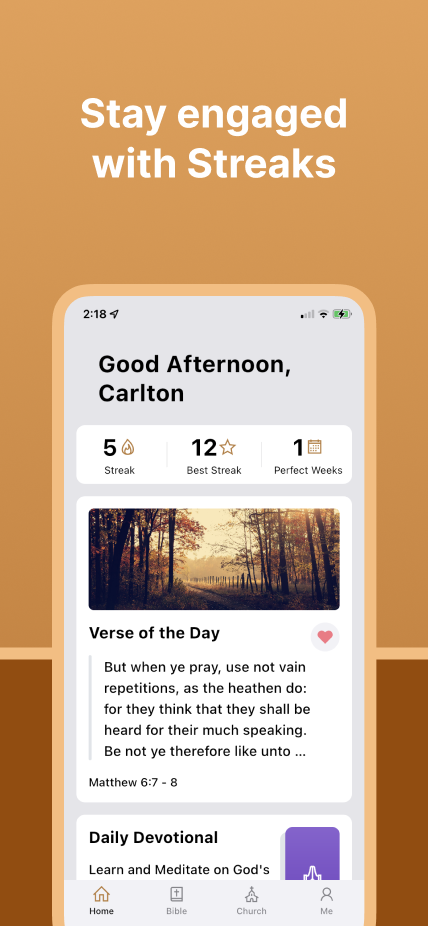 Stay engaged
with Streaks
2:18
Good Afternoon,
Carlton
5
12
1
Streak
Best Streak
Perfect Weeks
Verse of the Day
But when ye pray, use not vain
repetitions, as the heathen do:
for they think that they shall be
heard for their much speaking.
Be not ye therefore like unto ...
Matthew 6:7 - 8
Daily Devotional
Learn and Meditate on God's
Home
Bible
Church
Me